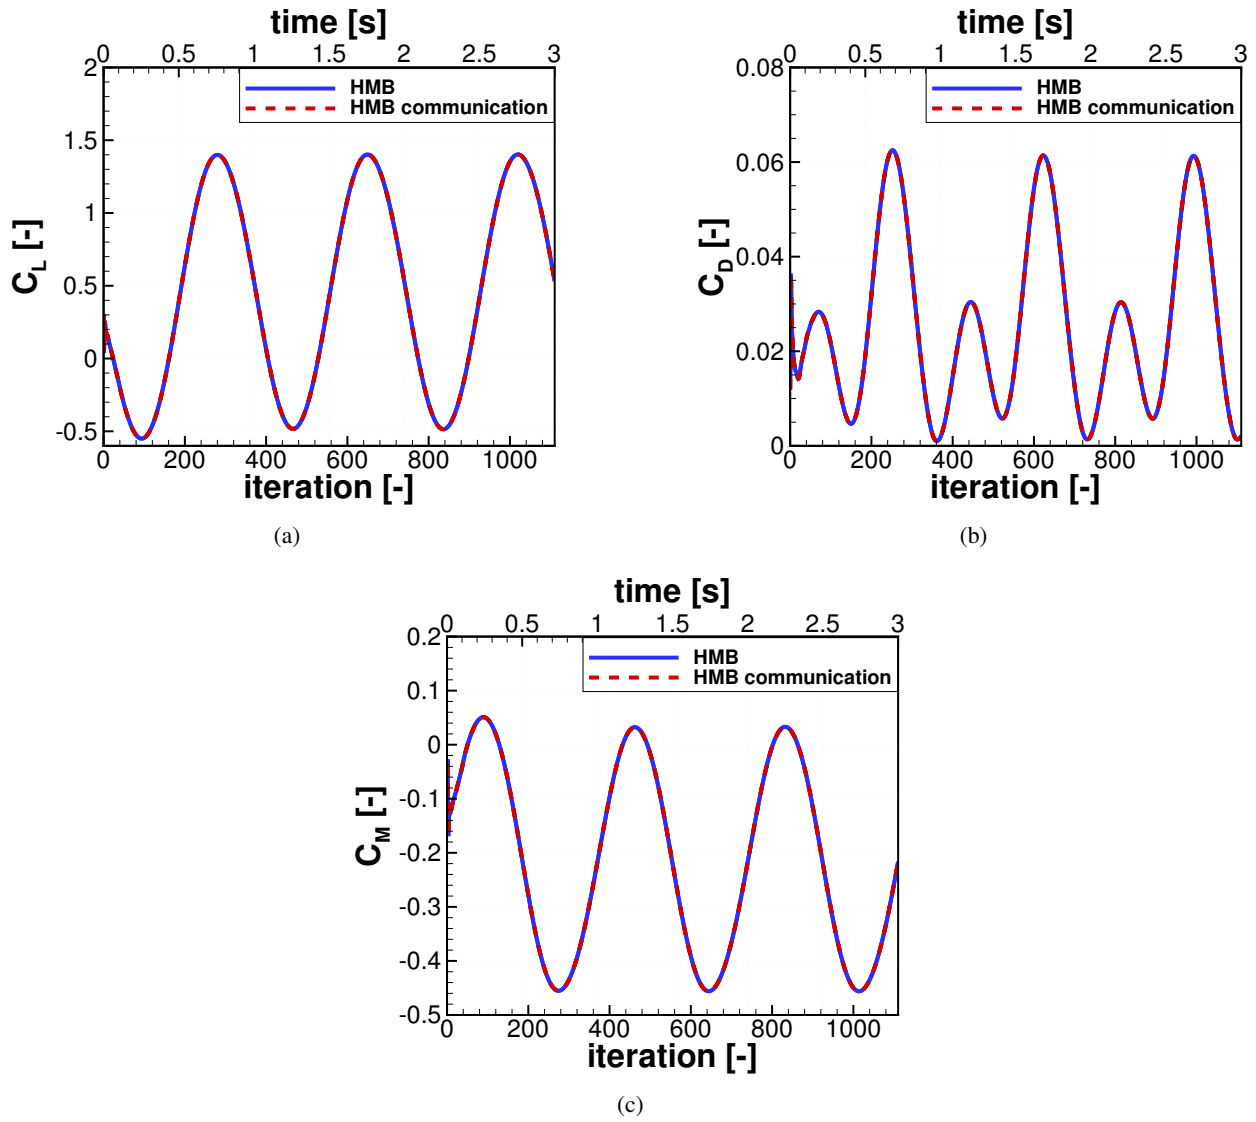 time [s]
0 0.5 1 1.5 2 2.5 3
2
HMB
HMB communication
1.5
1
0.5
0
-0.5
C_L [-]
0 200 400 600 800 1000
iteration [-]
(a)
time [s]
0 0.5 1 1.5 2 2.5 3
0.08
HMB
HMB communication
0.06
0.04
0.02
0
C_D [-]
0 200 400 600 800 1000
iteration [-]
(b)
time [s]
0 0.5 1 1.5 2 2.5 3
0.2
HMB
HMB communication
0.1
0
-0.1
-0.2
-0.3
-0.4
-0.5
C_M [-]
0 200 400 600 800 1000
iteration [-]
(c)